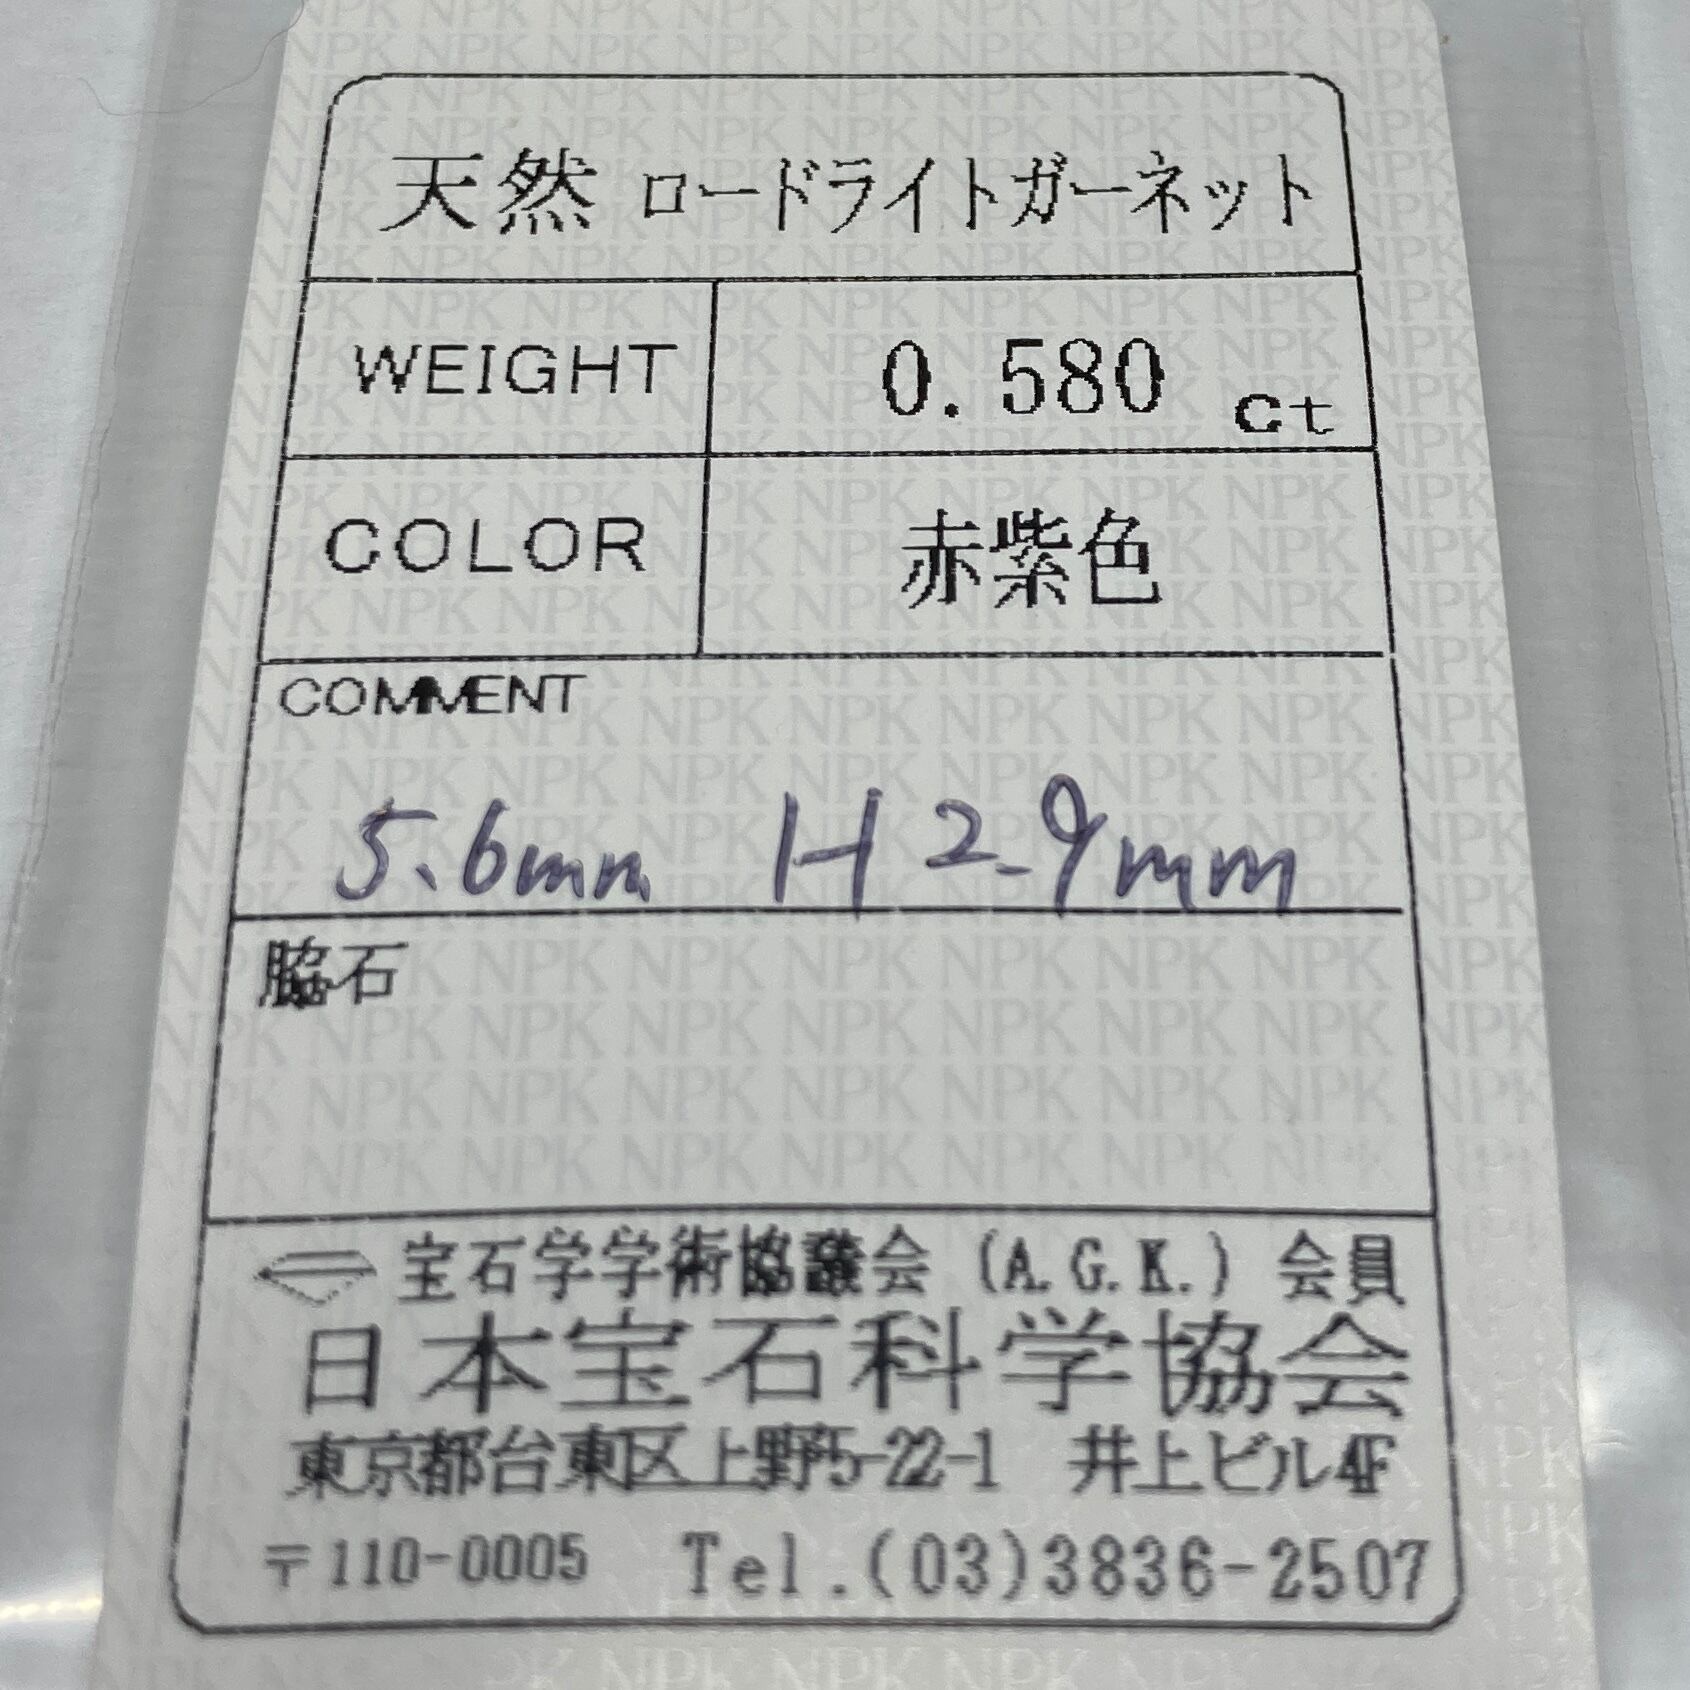 天然 ロードライトガーネット
WEIGHT 0.580 ct
COLOR 赤紫色
COMMENT
5.6mm H 2.9mm
脇石
宝石学学術協議会 (A.G.K.) 会員
日本宝石科学協会
東京都台東区上野5-22-1 井上ビル4F
〒110-0005 Tel.(03)3836-2507